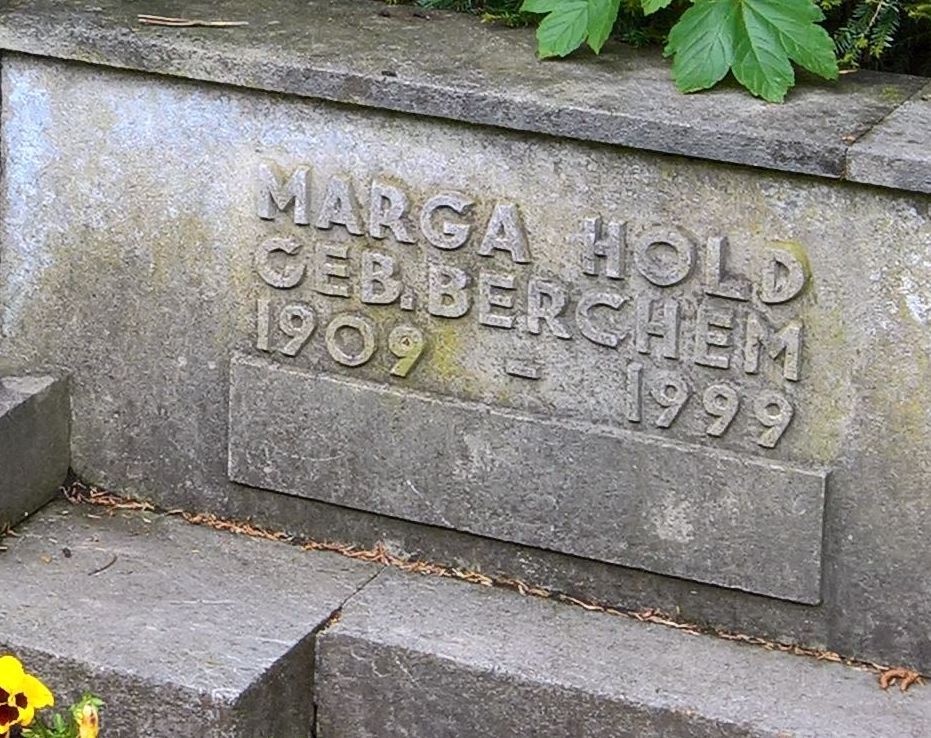 MARGA HOLD
GEB. BERCHEM
1909 - 1999